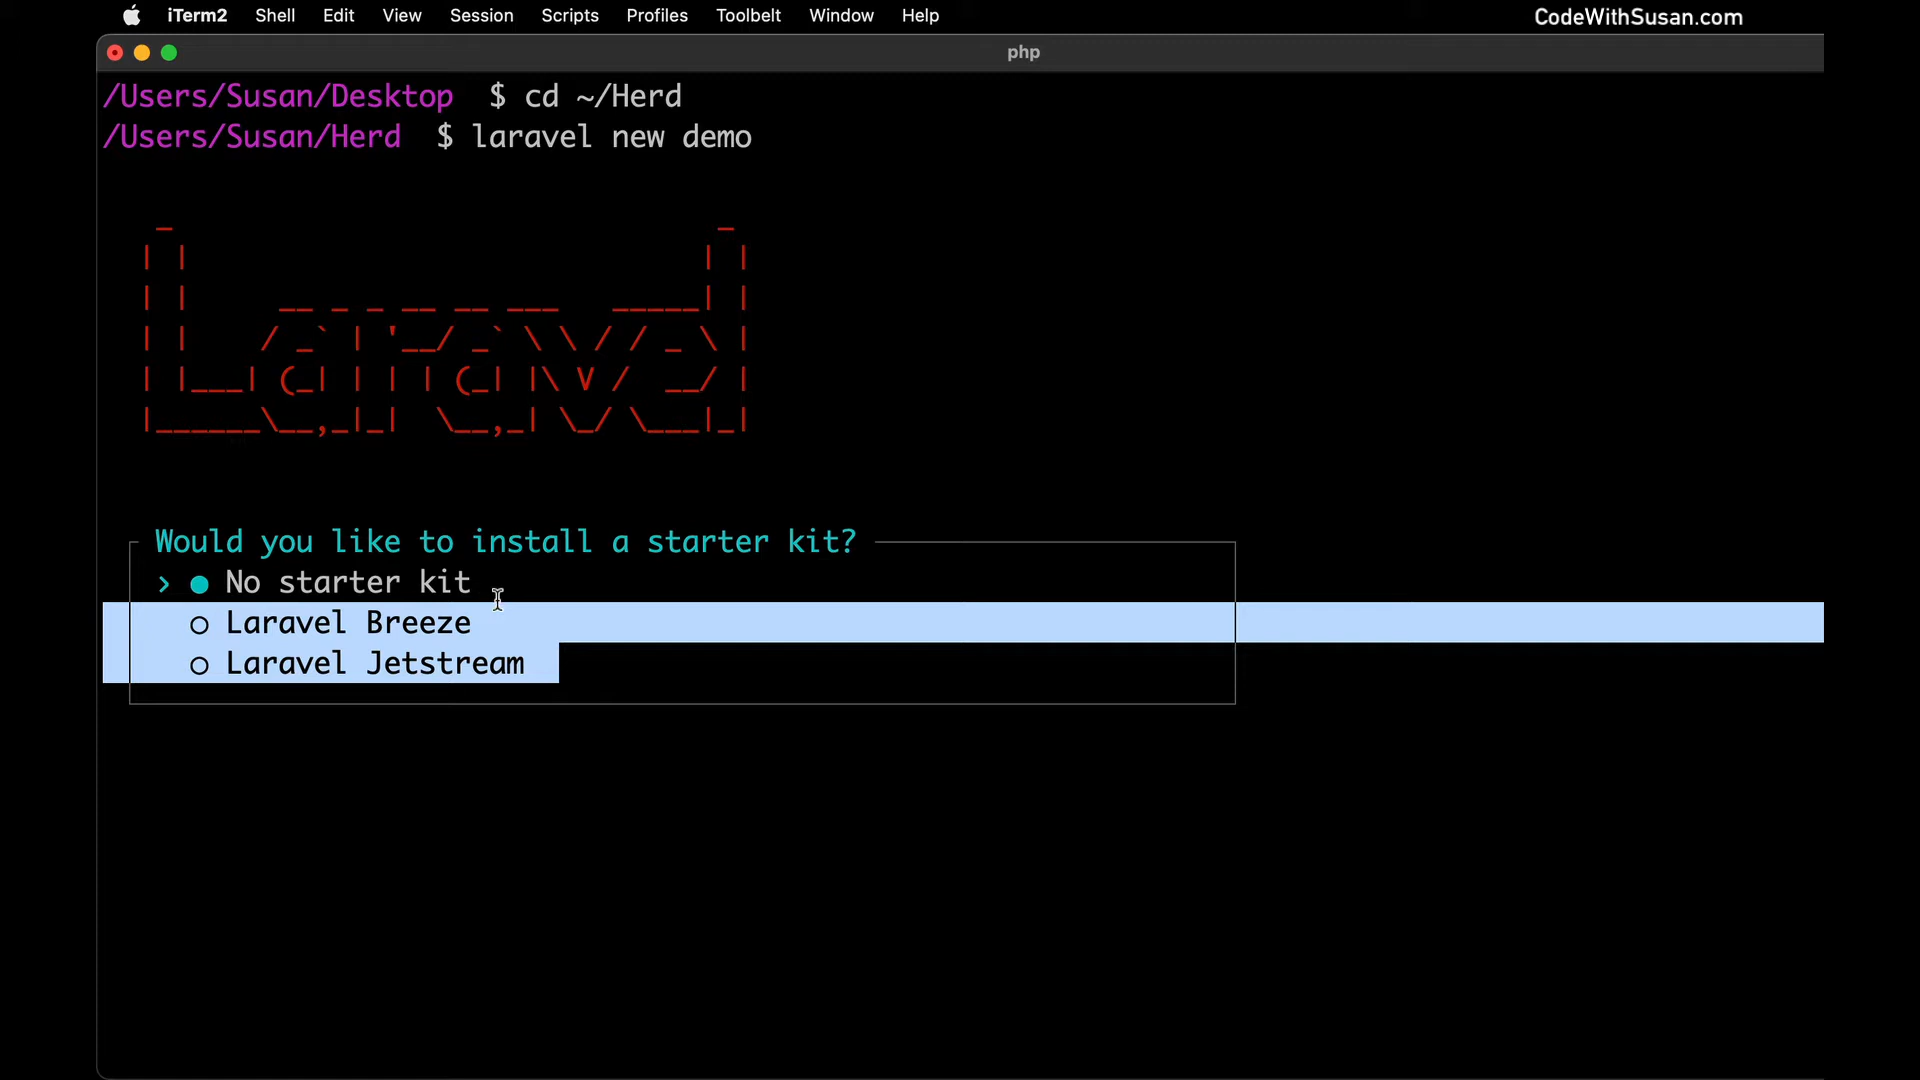 iTerm2 Shell Edit View Session Scripts Profiles Toolbelt Window Help CodeWithSusan.com
php
/Users/Susan/Desktop $ cd ~/Herd
/Users/Susan/Herd $ laravel new demo
Laravel
Would you like to install a starter kit?
› ● No starter kit
○ Laravel Breeze
○ Laravel Jetstream